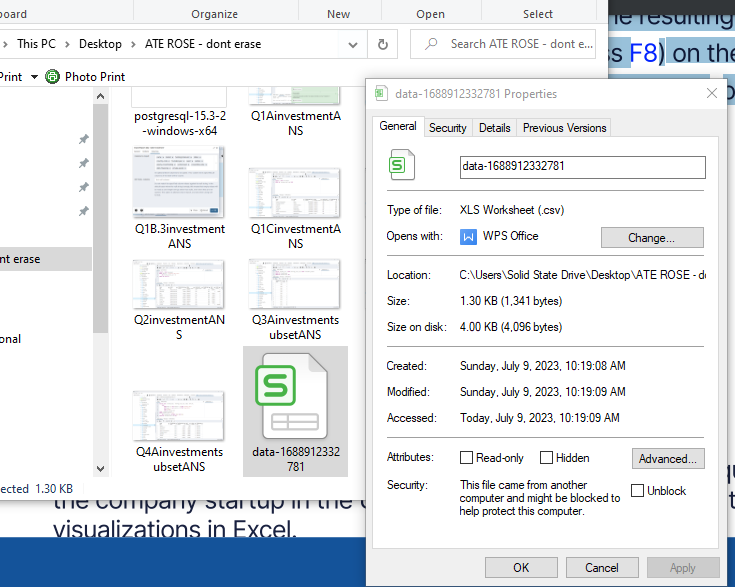 board
Organize
New
Open
Select
This PC > Desktop > ATE ROSE - dont erase
Search ATE ROSE - dont e...
Print
Photo Print
postgresql-15.3-2
-windows-x64
Q1AinvestmentA
NS
Q1B.3investment
ANS
Q1CinvestmentA
NS
nt erase
Q2investmentAN
S
Q3Ainvestments
ubsetANS
onal
Q4Ainvestments
ubsetANS
data-1688912332
781
ected 1.30 KB
he resulting
s F8) on the
the company startup in the
visualizations in Excel.
data-1688912332781 Properties
General
Security
Details
Previous Versions
S
data-1688912332781
Type of file: XLS Worksheet (.csv)
Opens with: WPS Office
Change...
Location: C:\Users\Solid State Drive\Desktop\ATE ROSE - do
Size: 1.30 KB (1,341 bytes)
Size on disk: 4.00 KB (4,096 bytes)
Created: Sunday, July 9, 2023, 10:19:08 AM
Modified: Sunday, July 9, 2023, 10:19:09 AM
Accessed: Today, July 9, 2023, 10:19:09 AM
Attributes: Read-only Hidden Advanced...
Security: This file came from another
computer and might be blocked to
help protect this computer.
Unblock
OK
Cancel
Apply